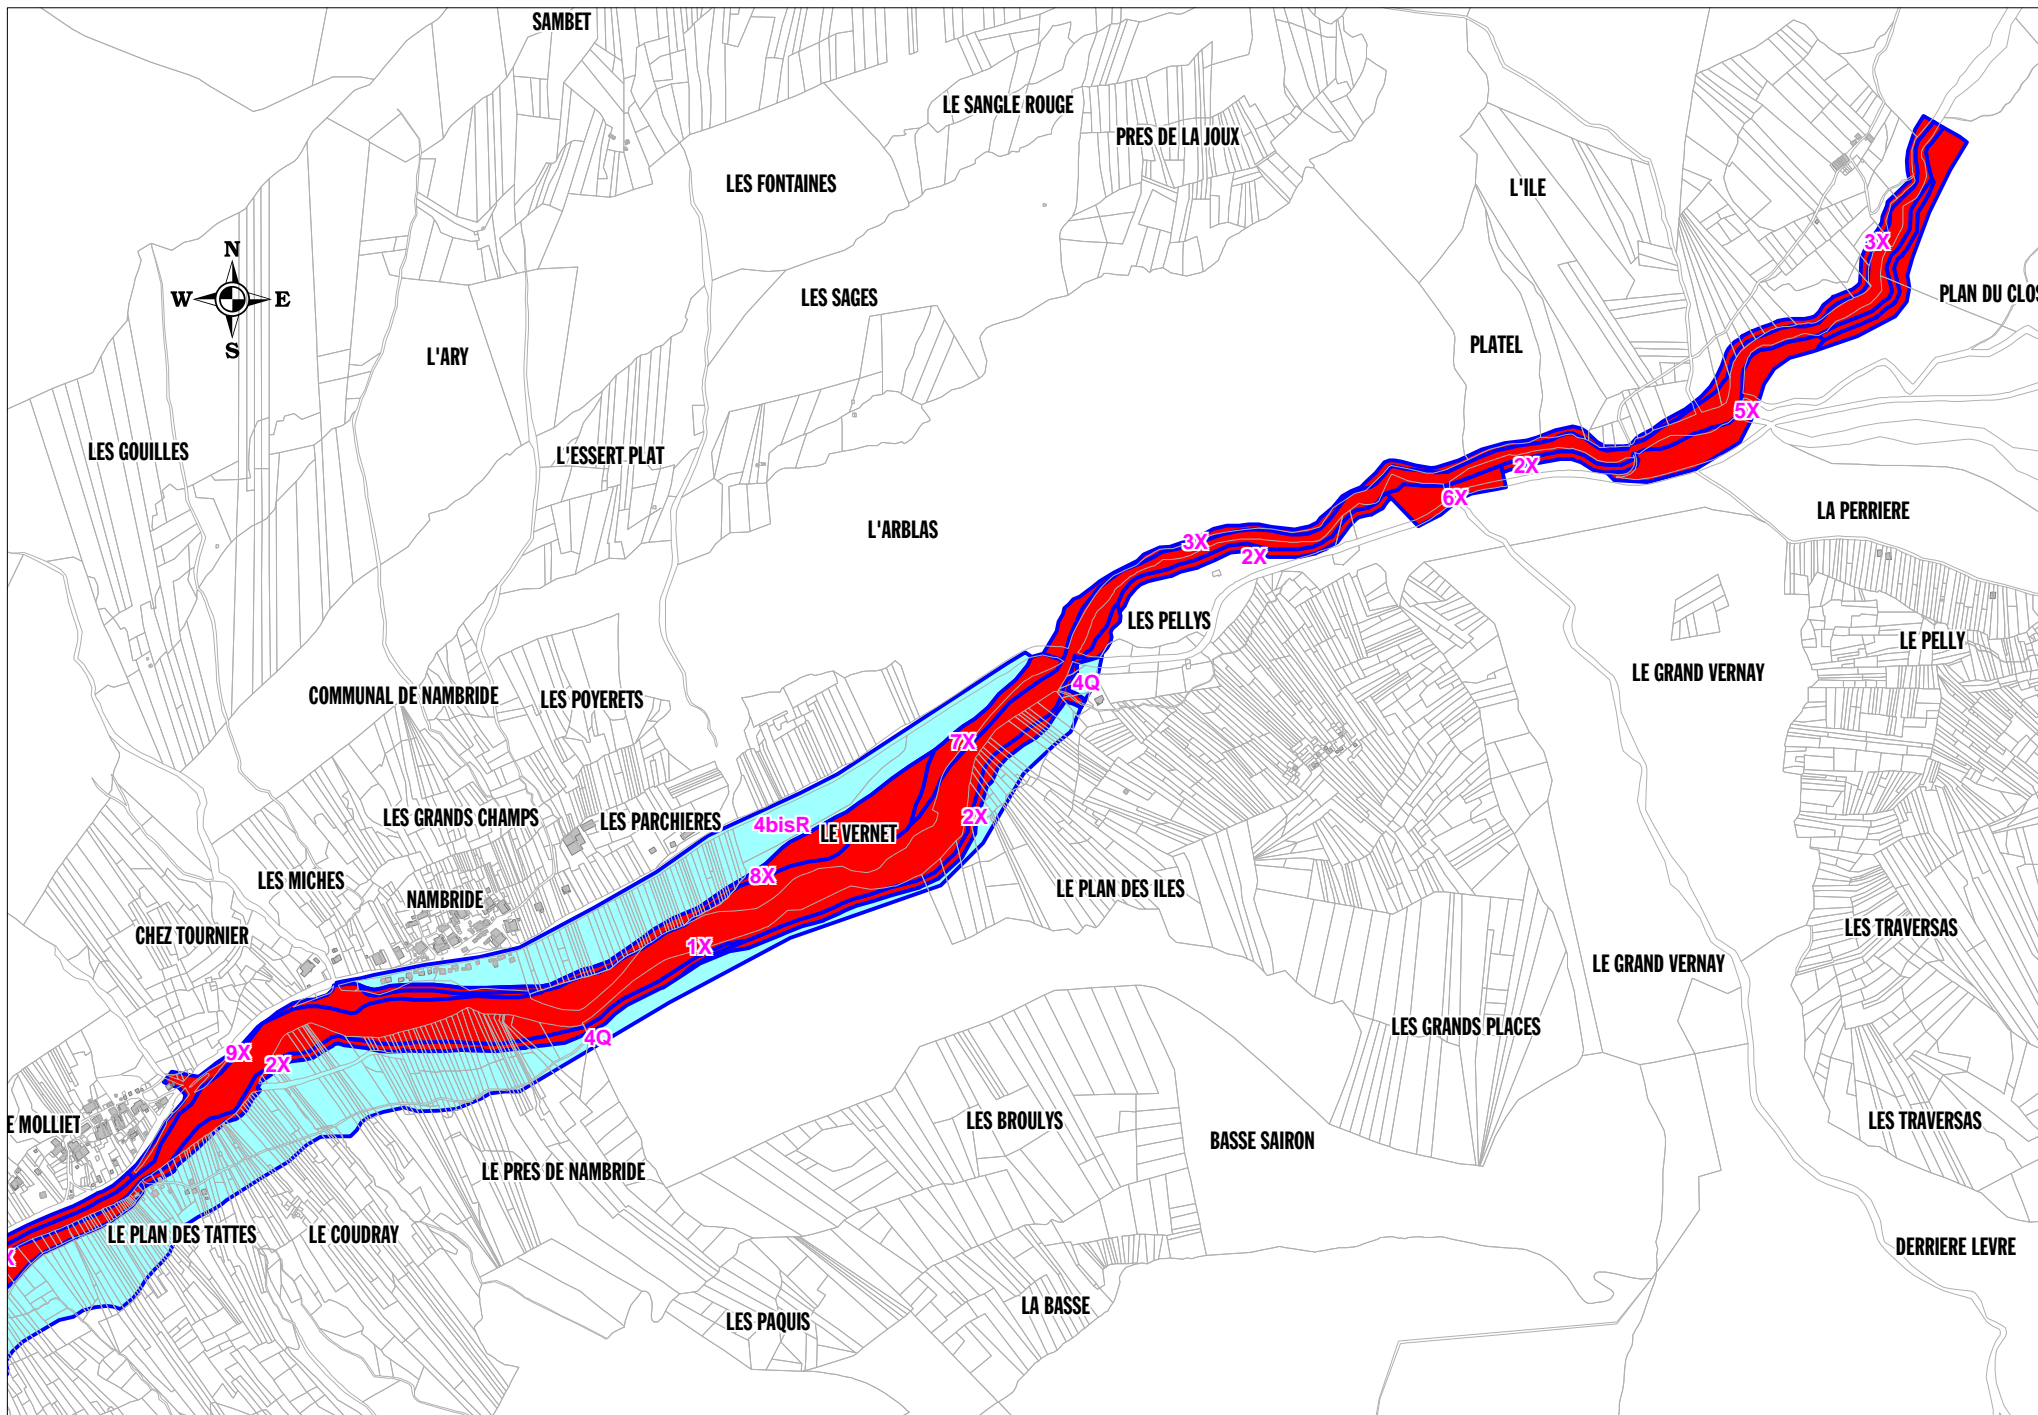 SAMBET
LE SANGLE ROUGE
PRES DE LA JOUX
LES FONTAINES
L'ILE
N
W E
S
3X
LES SAGES
PLAN DU CLOS
L'ARY
PLATEL
5X
LES GOUILLES
L'ESSERT PLAT
2X
6X
LA PERRIERE
L'ARBLAS
3X
2X
LES PELLYS
LE PELLY
LE GRAND VERNAY
4Q
COMMUNAL DE NAMBRIDE
LES POYERETS
7X
LES GRANDS CHAMPS
LES PARCHIERES
4bisR
LE VERNET
2X
8X
LES MICHES
LE PLAN DES ILES
NAMBRIDE
CHEZ TOURNIER
LES TRAVERSAS
1X
LE GRAND VERNAY
LES GRANDS PLACES
4Q
9X
2X
E MOLLIET
LES BROULYS
LES TRAVERSAS
BASSE SAIRON
LE PRES DE NAMBRIDE
LE PLAN DES TATTES
LE COUDRAY
DERRIERE LEVRE
X
LA BASSE
LES PAQUIS